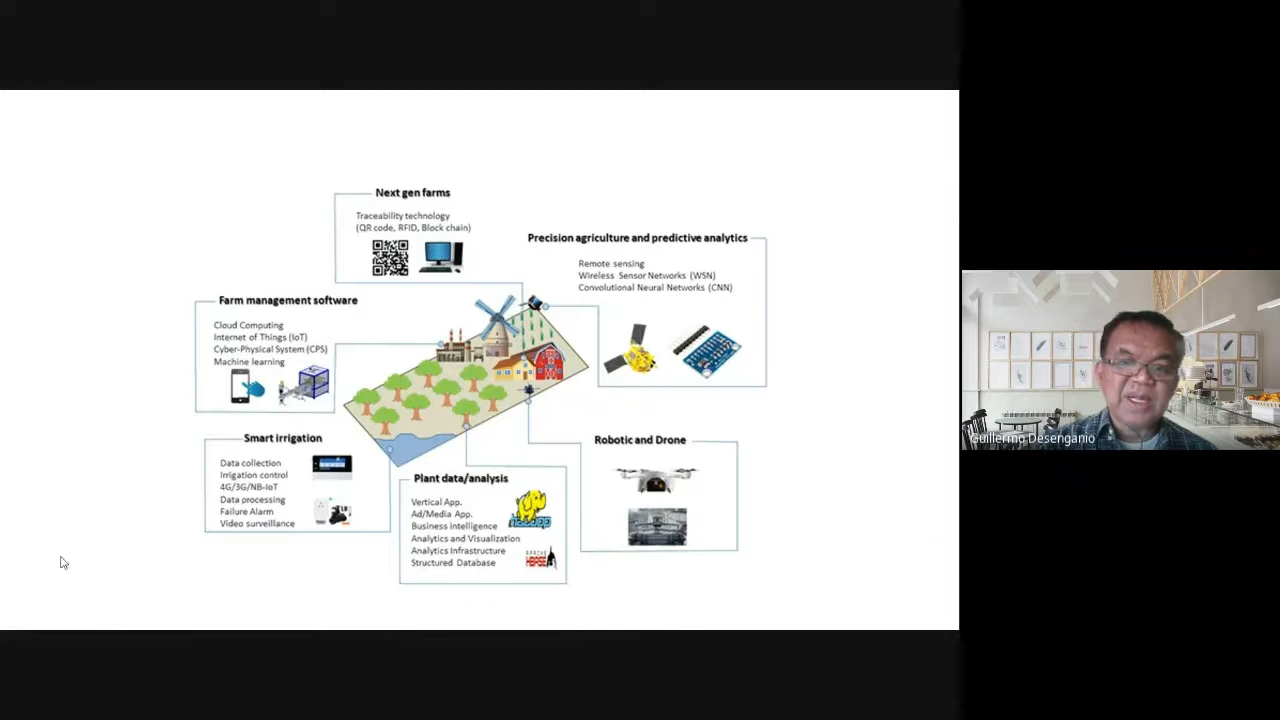 Next gen farms
Traceability technology
(QR code, RFID, Block chain)
Precision agriculture and predictive analytics
Remote sensing
Wireless Sensor Networks (WSN)
Convolutional Neural Networks (CNN)
Farm management software
Cloud Computing
Internet of Things (IoT)
Cyber-Physical System (CPS)
Machine learning
Smart irrigation
Data collection
Irrigation control
4G/3G/NB-IoT
Data processing
Failure Alarm
Video surveillance
Plant data/analysis
Vertical App.
Ad/Media App.
Business intelligence
Analytics and Visualization
Analytics Infrastructure
Structured Database
hadoop
APACHE
HBASE
Robotic and Drone
Guillermo Desenganio